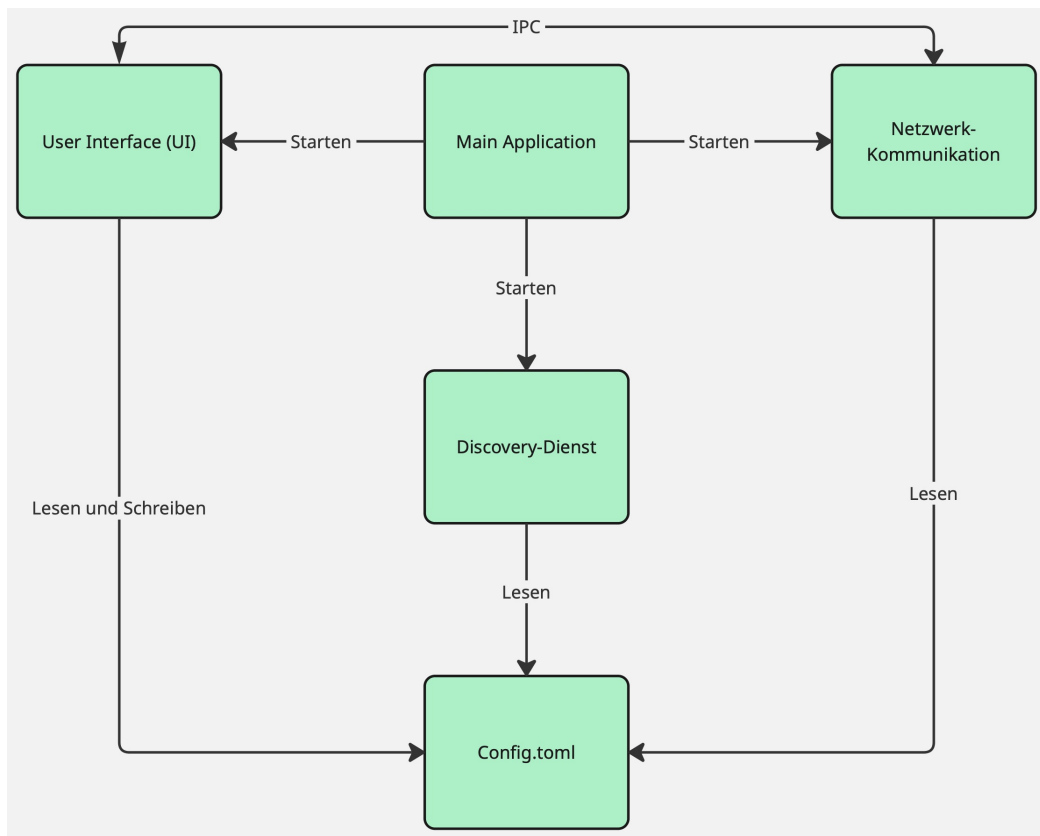 IPC
User Interface (UI)
Starten
Main Application
Starten
Netzwerk-
Kommunikation
Starten
Discovery-Dienst
Lesen und Schreiben
Lesen
Lesen
Config.toml